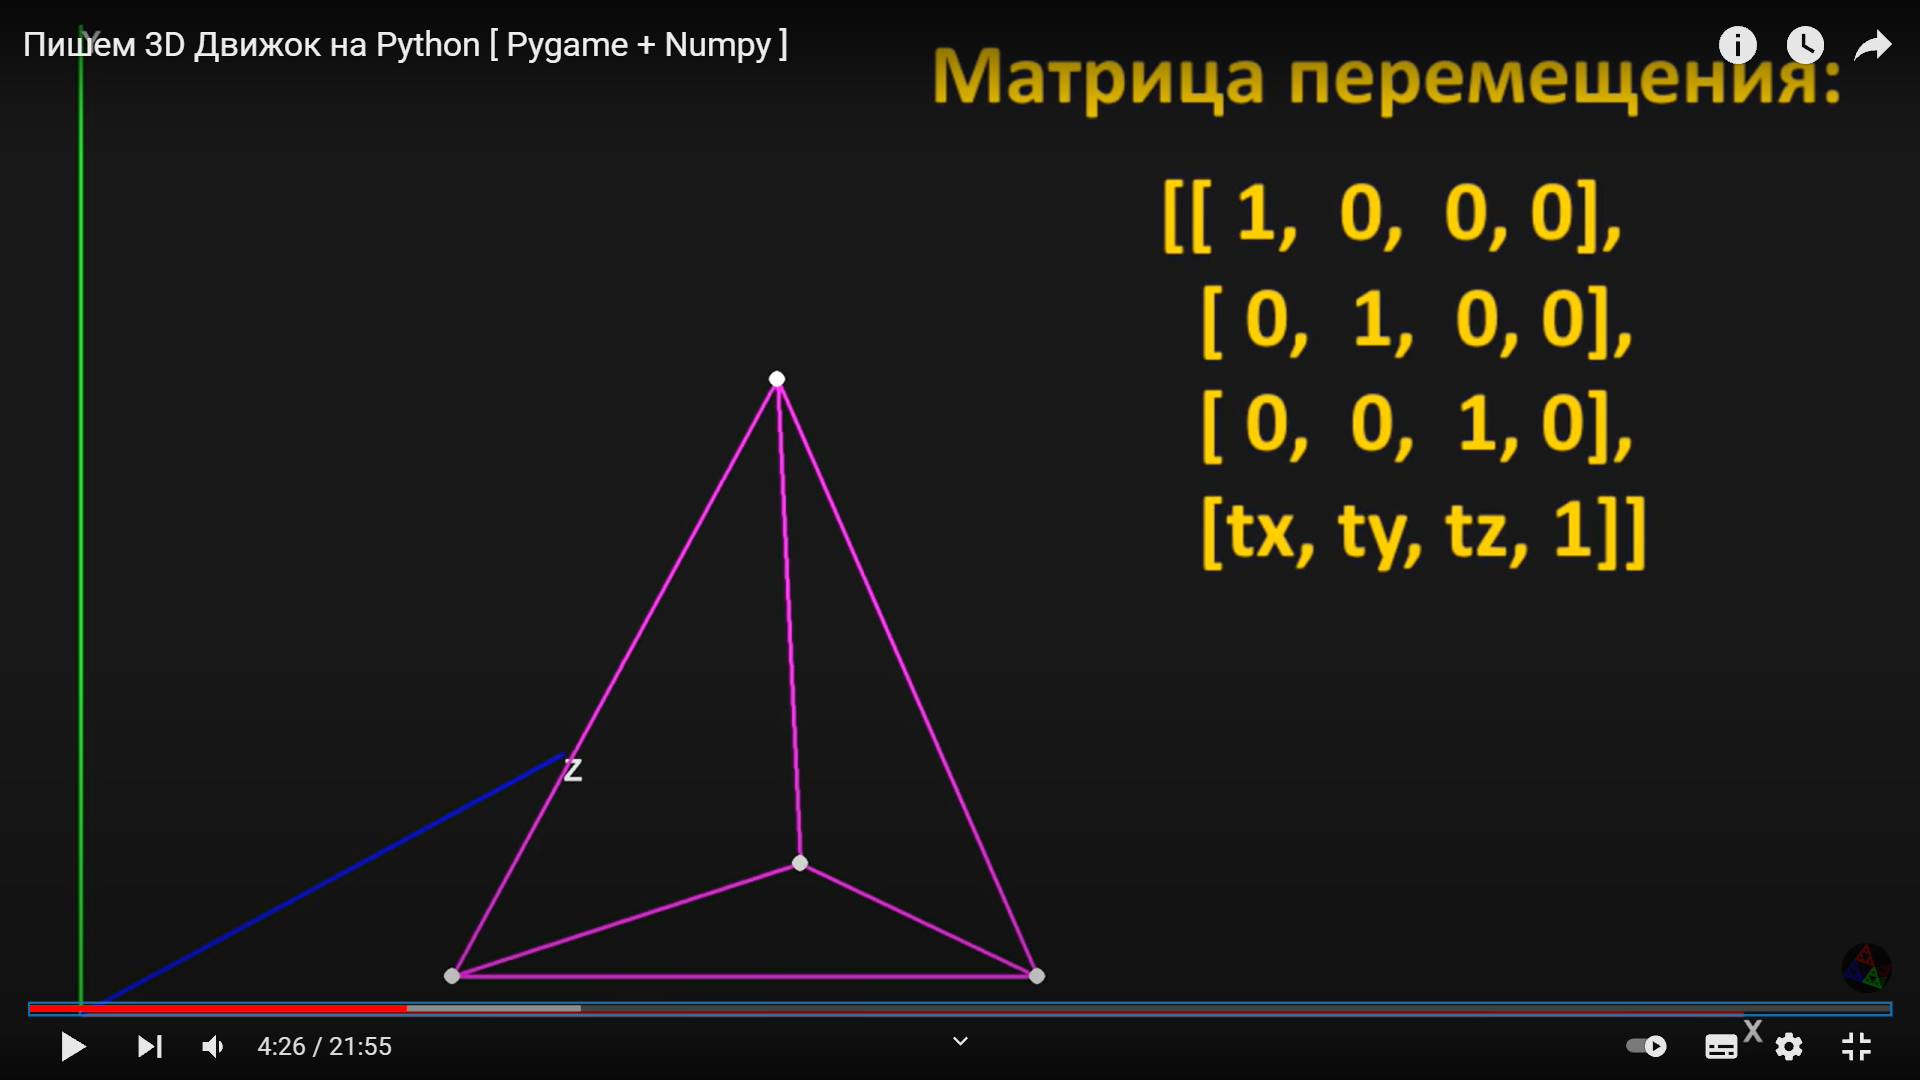 Y
Пишем 3D Движок на Python [ Pygame + Numpy ]
Матрица перемещения:
[[ 1, 0, 0, 0],
[ 0, 1, 0, 0],
[ 0, 0, 1, 0],
[tx, ty, tz, 1]]
Z
X
4:26 / 21:55